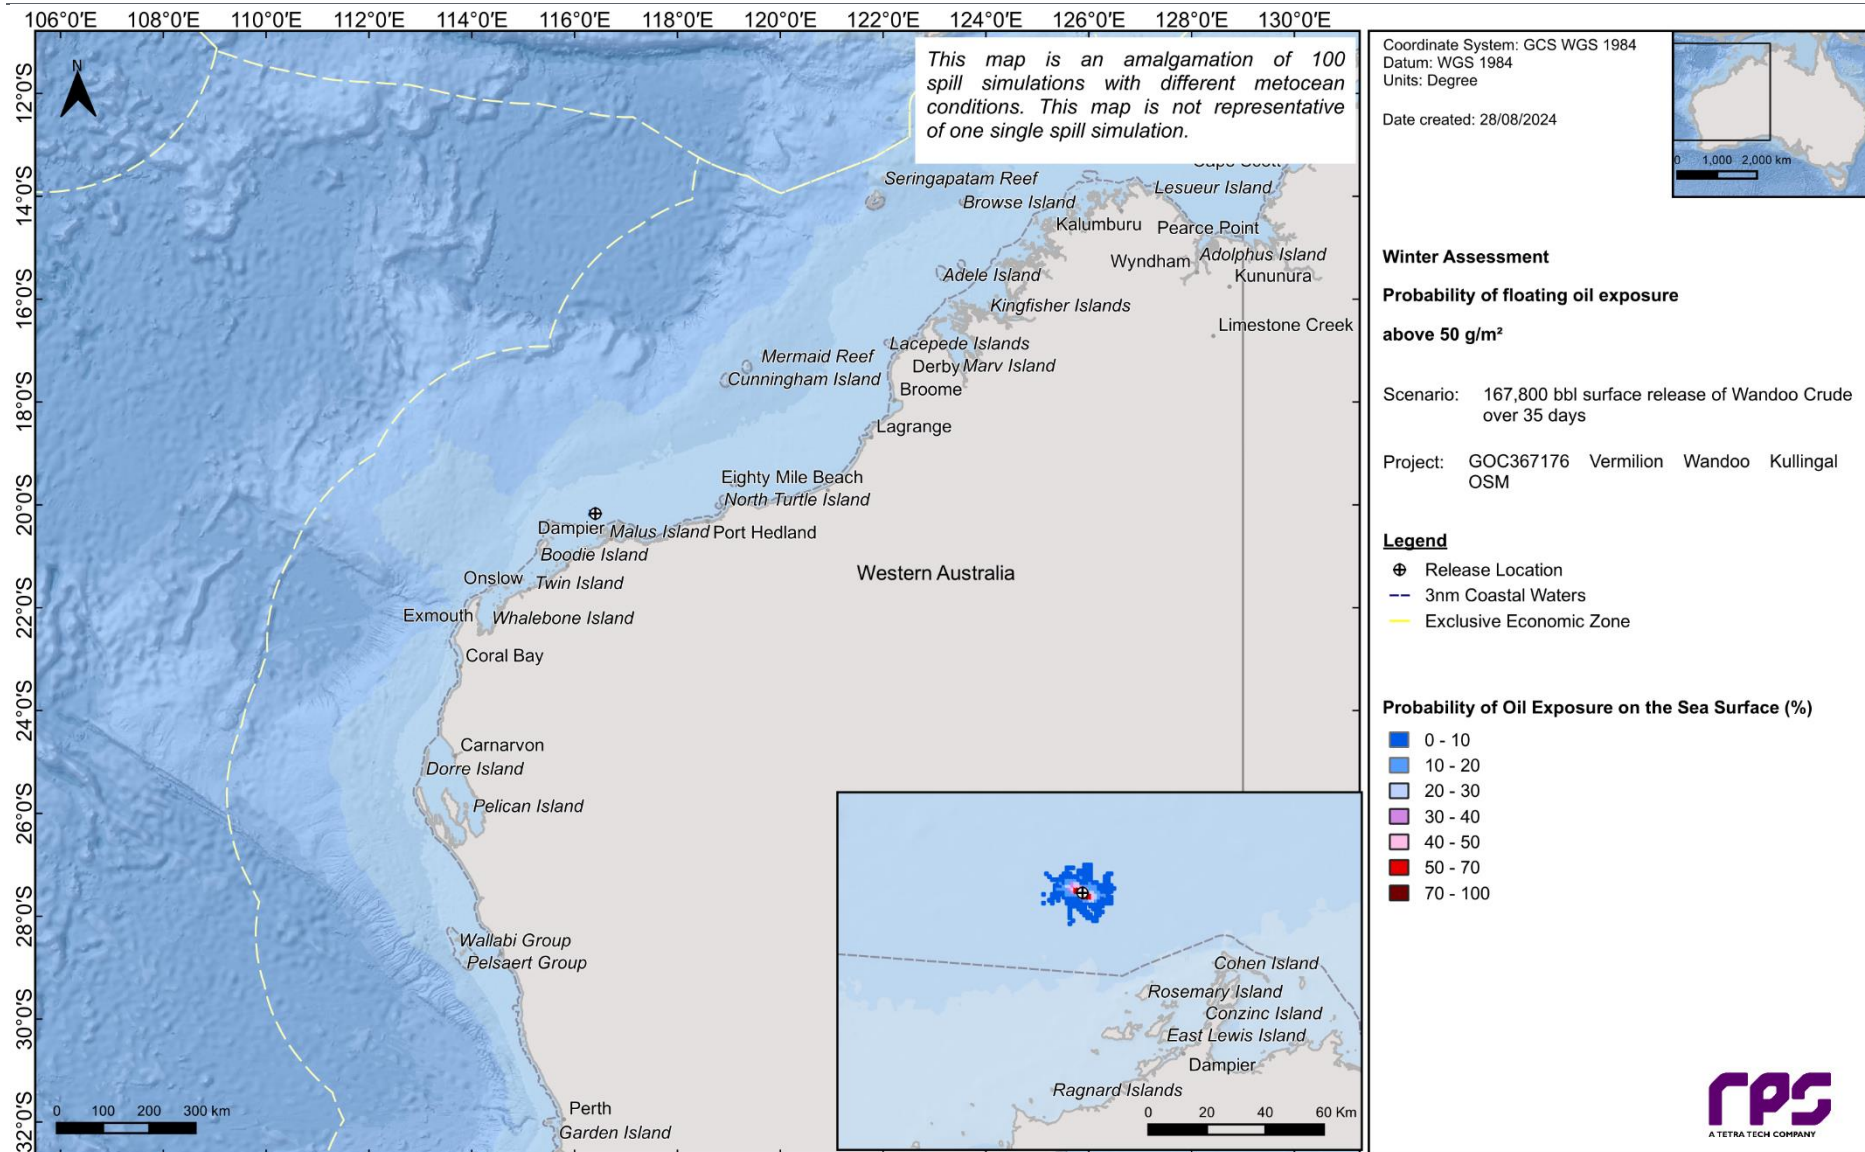 106°0'E 108°0'E 110°0'E 112°0'E 114°0'E 116°0'E 118°0'E 120°0'E 122°0'E 124°0'E 126°0'E 128°0'E 130°0'E
N
This map is an amalgamation of 100
spill simulations with different metocean
conditions. This map is not representative
of one single spill simulation.
12°0'S
14°0'S
16°0'S
18°0'S
20°0'S
22°0'S
24°0'S
26°0'S
28°0'S
30°0'S
32°0'S
Cape Scott
Seringapatam Reef
Lesueur Island
Browse Island
Kalumburu
Pearce Point
Wyndham
Adolphus Island
Kununura
Adele Island
Kingfisher Islands
Limestone Creek
Lacepede Islands
Mermaid Reef
Derby
Marv Island
Cunningham Island
Broome
Lagrange
Eighty Mile Beach
North Turtle Island
Dampier
Malus Island
Port Hedland
Boodie Island
Western Australia
Onslow
Twin Island
Exmouth
Whalebone Island
Coral Bay
Carnarvon
Dorre Island
Pelican Island
Wallabi Group
Pelsaert Group
Perth
Garden Island
0 100 200 300 km
Cohen Island
Rosemary Island
Conzinc Island
East Lewis Island
Dampier
Ragnard Islands
0 20 40 60 Km
Coordinate System: GCS WGS 1984
Datum: WGS 1984
Units: Degree
Date created: 28/08/2024
0 1,000 2,000 km
Winter Assessment
Probability of floating oil exposure
above 50 g/m²
Scenario: 167,800 bbl surface release of Wandoo Crude
over 35 days
Project: GOC367176 Vermilion Wandoo Kullingal
OSM
Legend
Release Location
3nm Coastal Waters
Exclusive Economic Zone
Probability of Oil Exposure on the Sea Surface (%)
0 - 10
10 - 20
20 - 30
30 - 40
40 - 50
50 - 70
70 - 100
rps
A TETRA TECH COMPANY